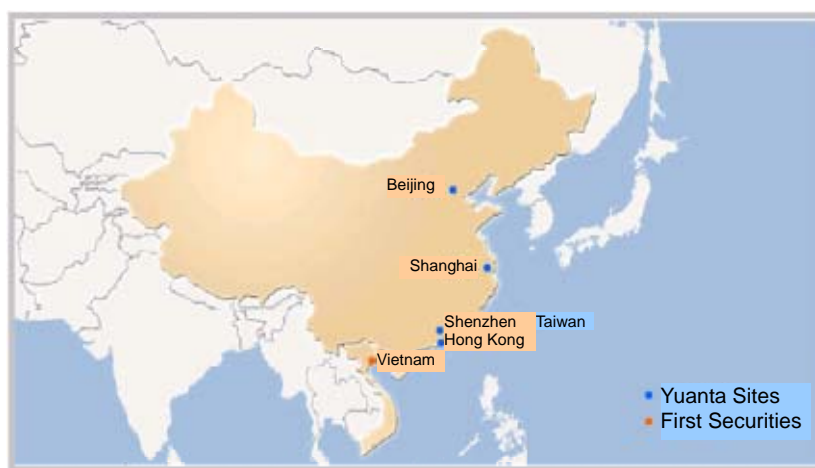 Beijing
Shanghai
Shenzhen Taiwan
Hong Kong
Vietnam
Yuanta Sites
First Securities